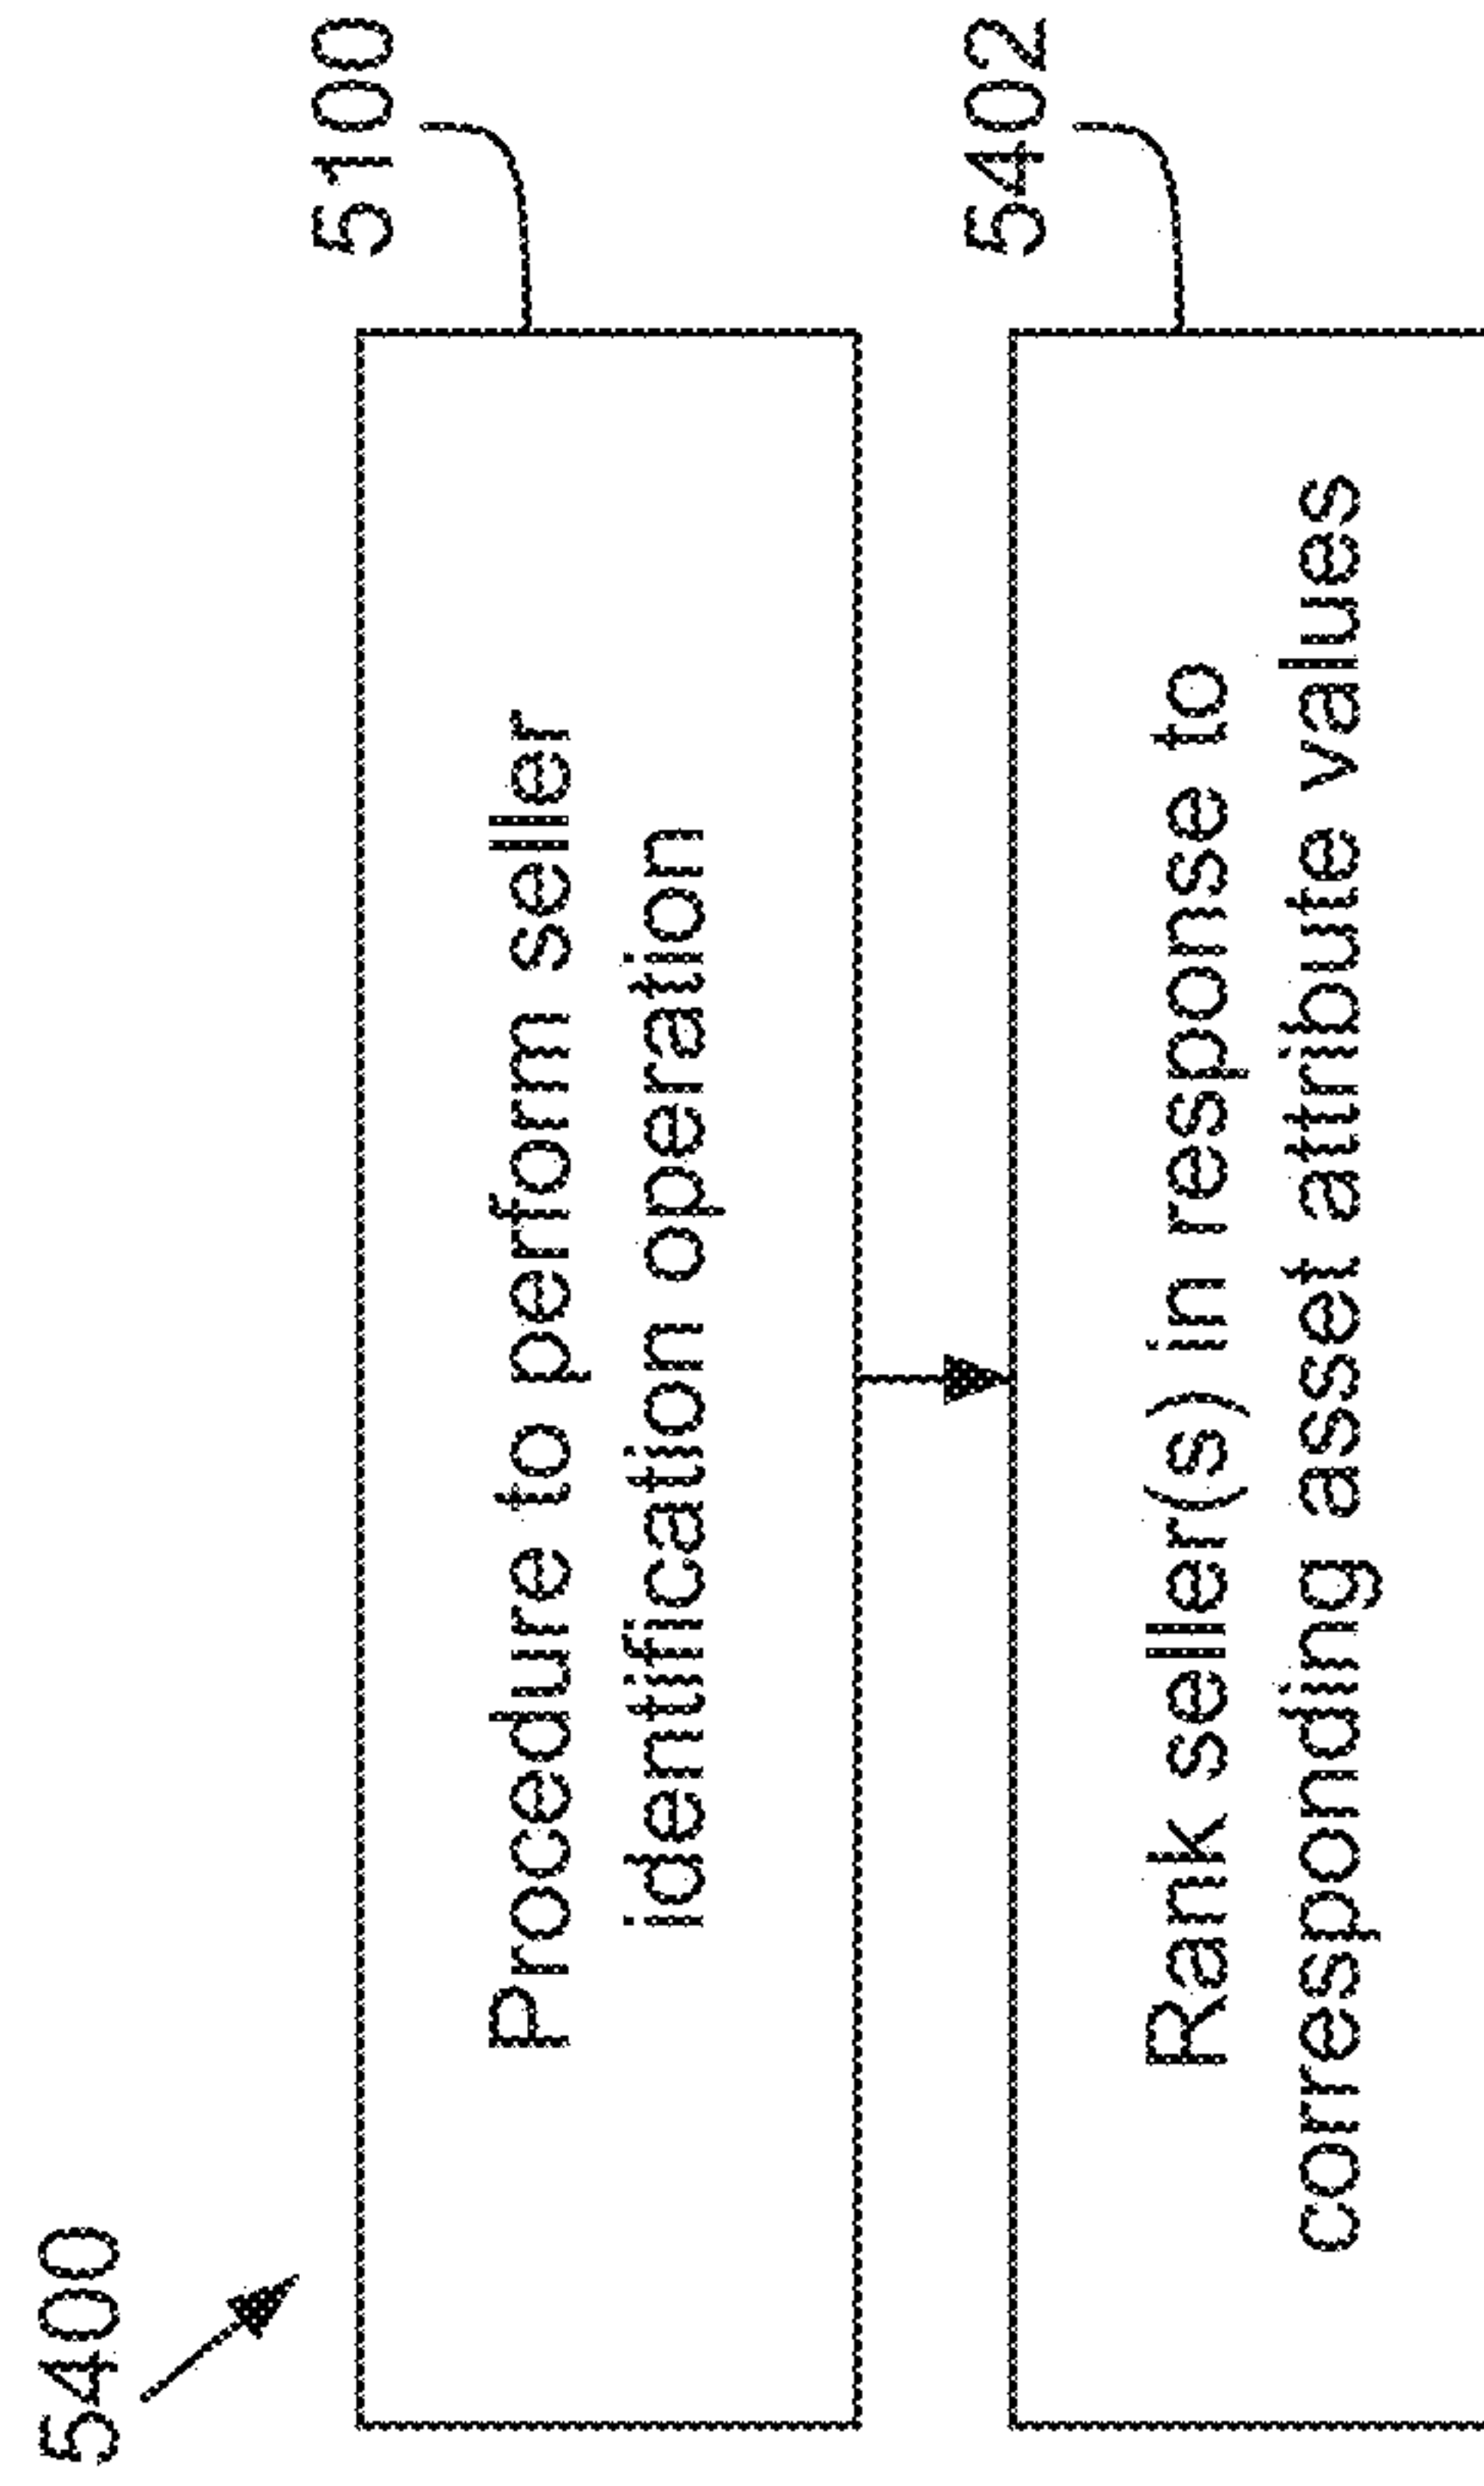 5400
5100
Procedure to perform seller
identification operation
5402
Rank seller(s) in response to
corresponding asset attribute values